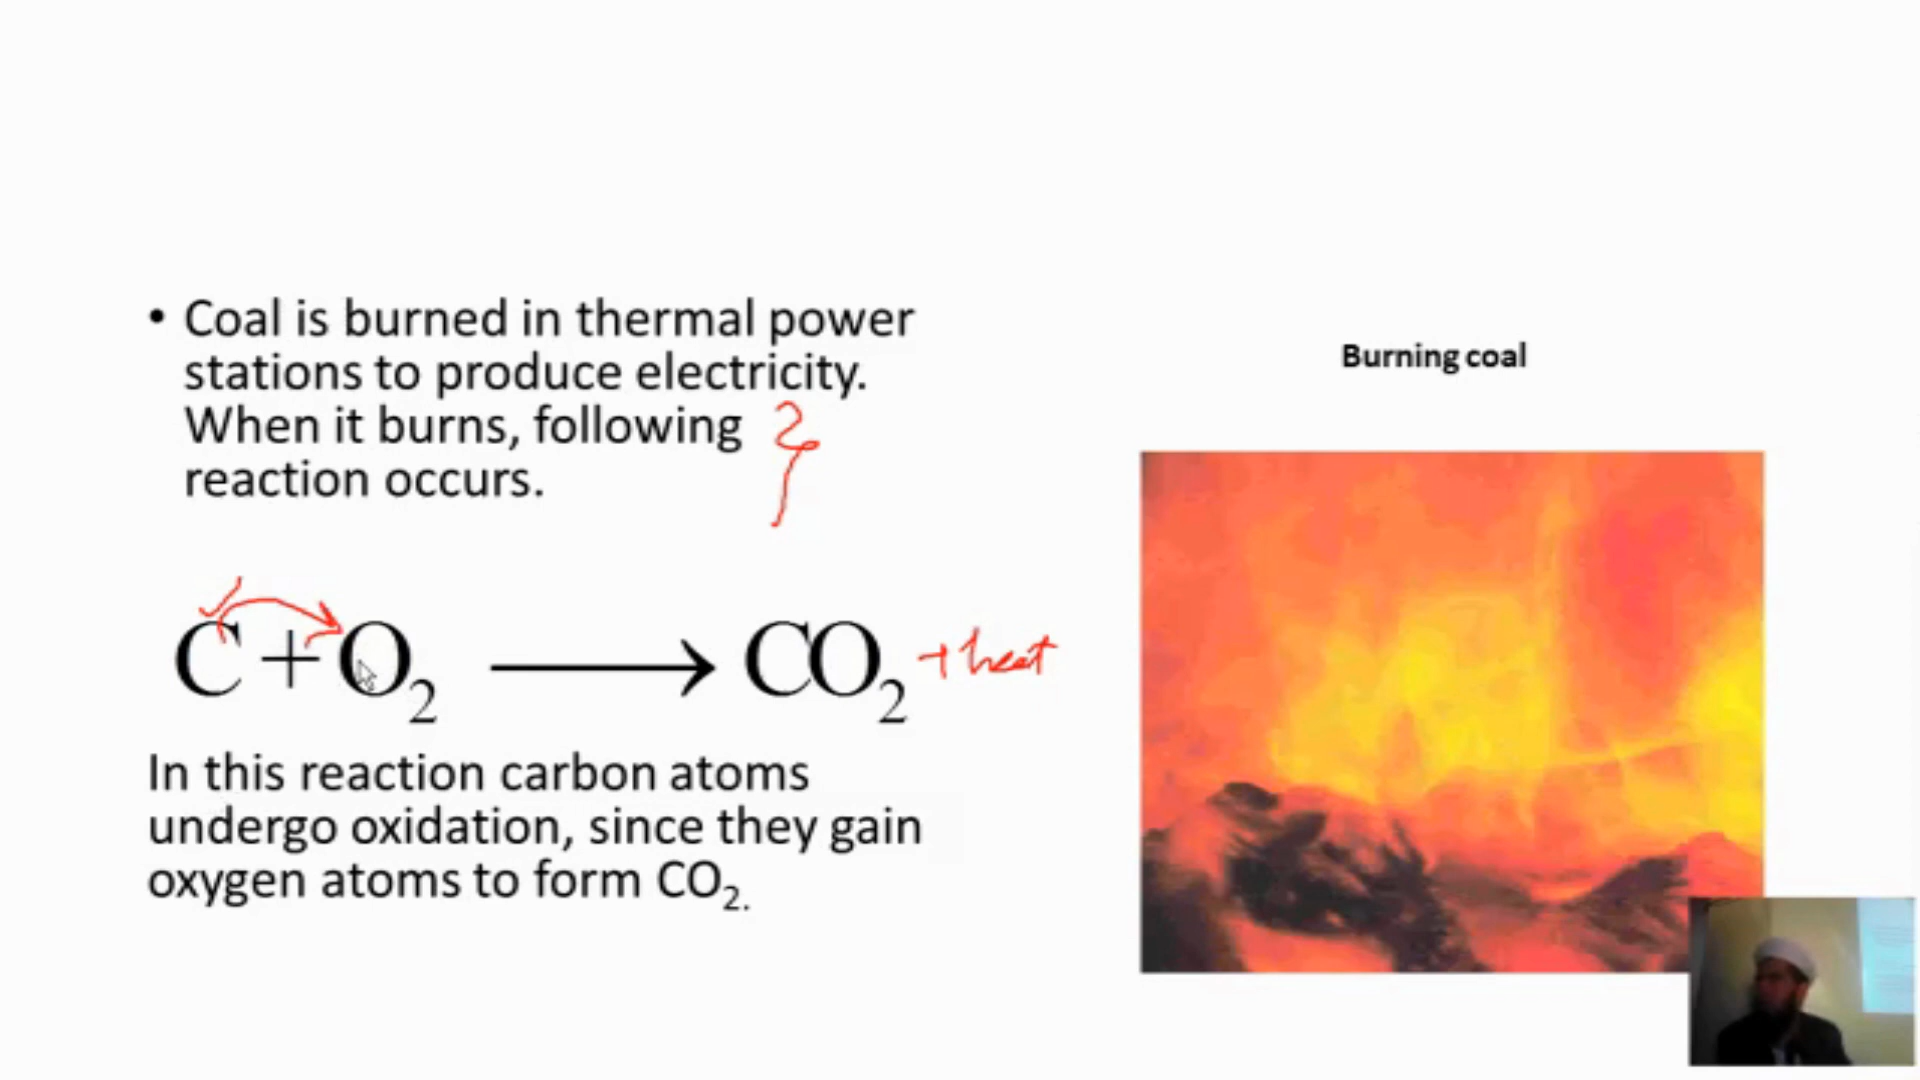 • Coal is burned in thermal power
stations to produce electricity.
When it burns, following
reaction occurs.
C + O₂ ⟶ CO₂ + heat
In this reaction carbon atoms
undergo oxidation, since they gain
oxygen atoms to form CO₂.
Burning coal